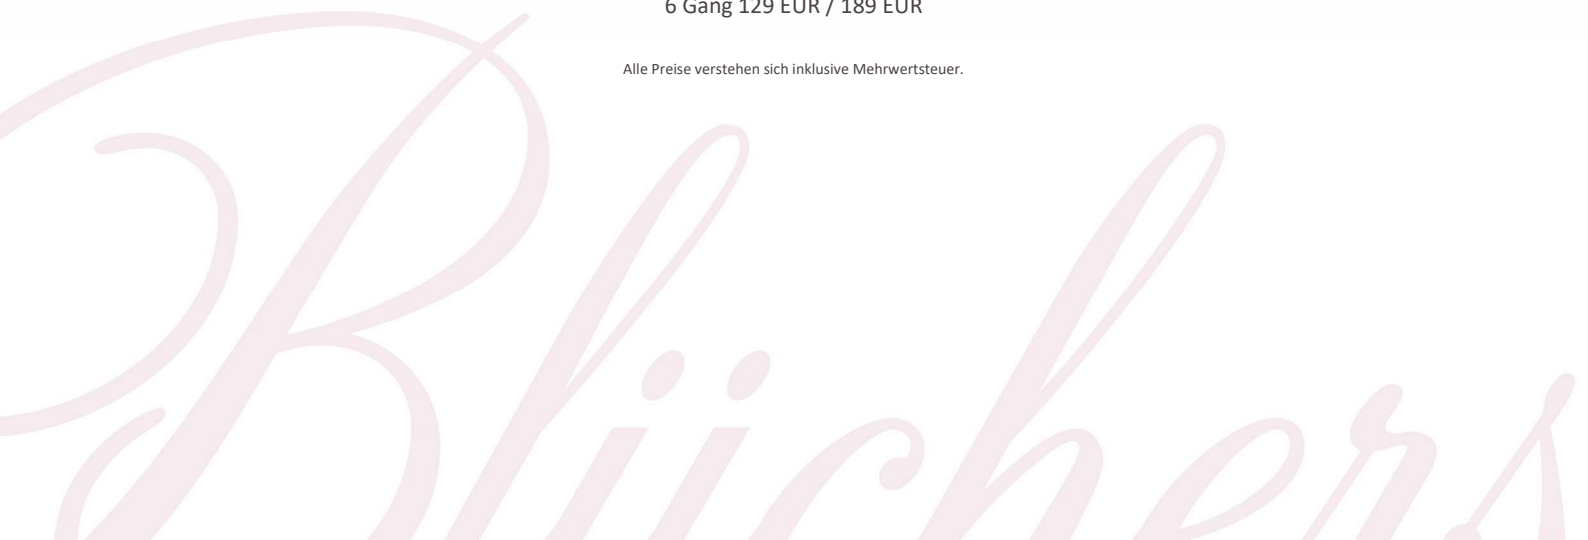 6 Gang 129 EUR / 189 EUR
Alle Preise verstehen sich inklusive Mehrwertsteuer.
Blüchers